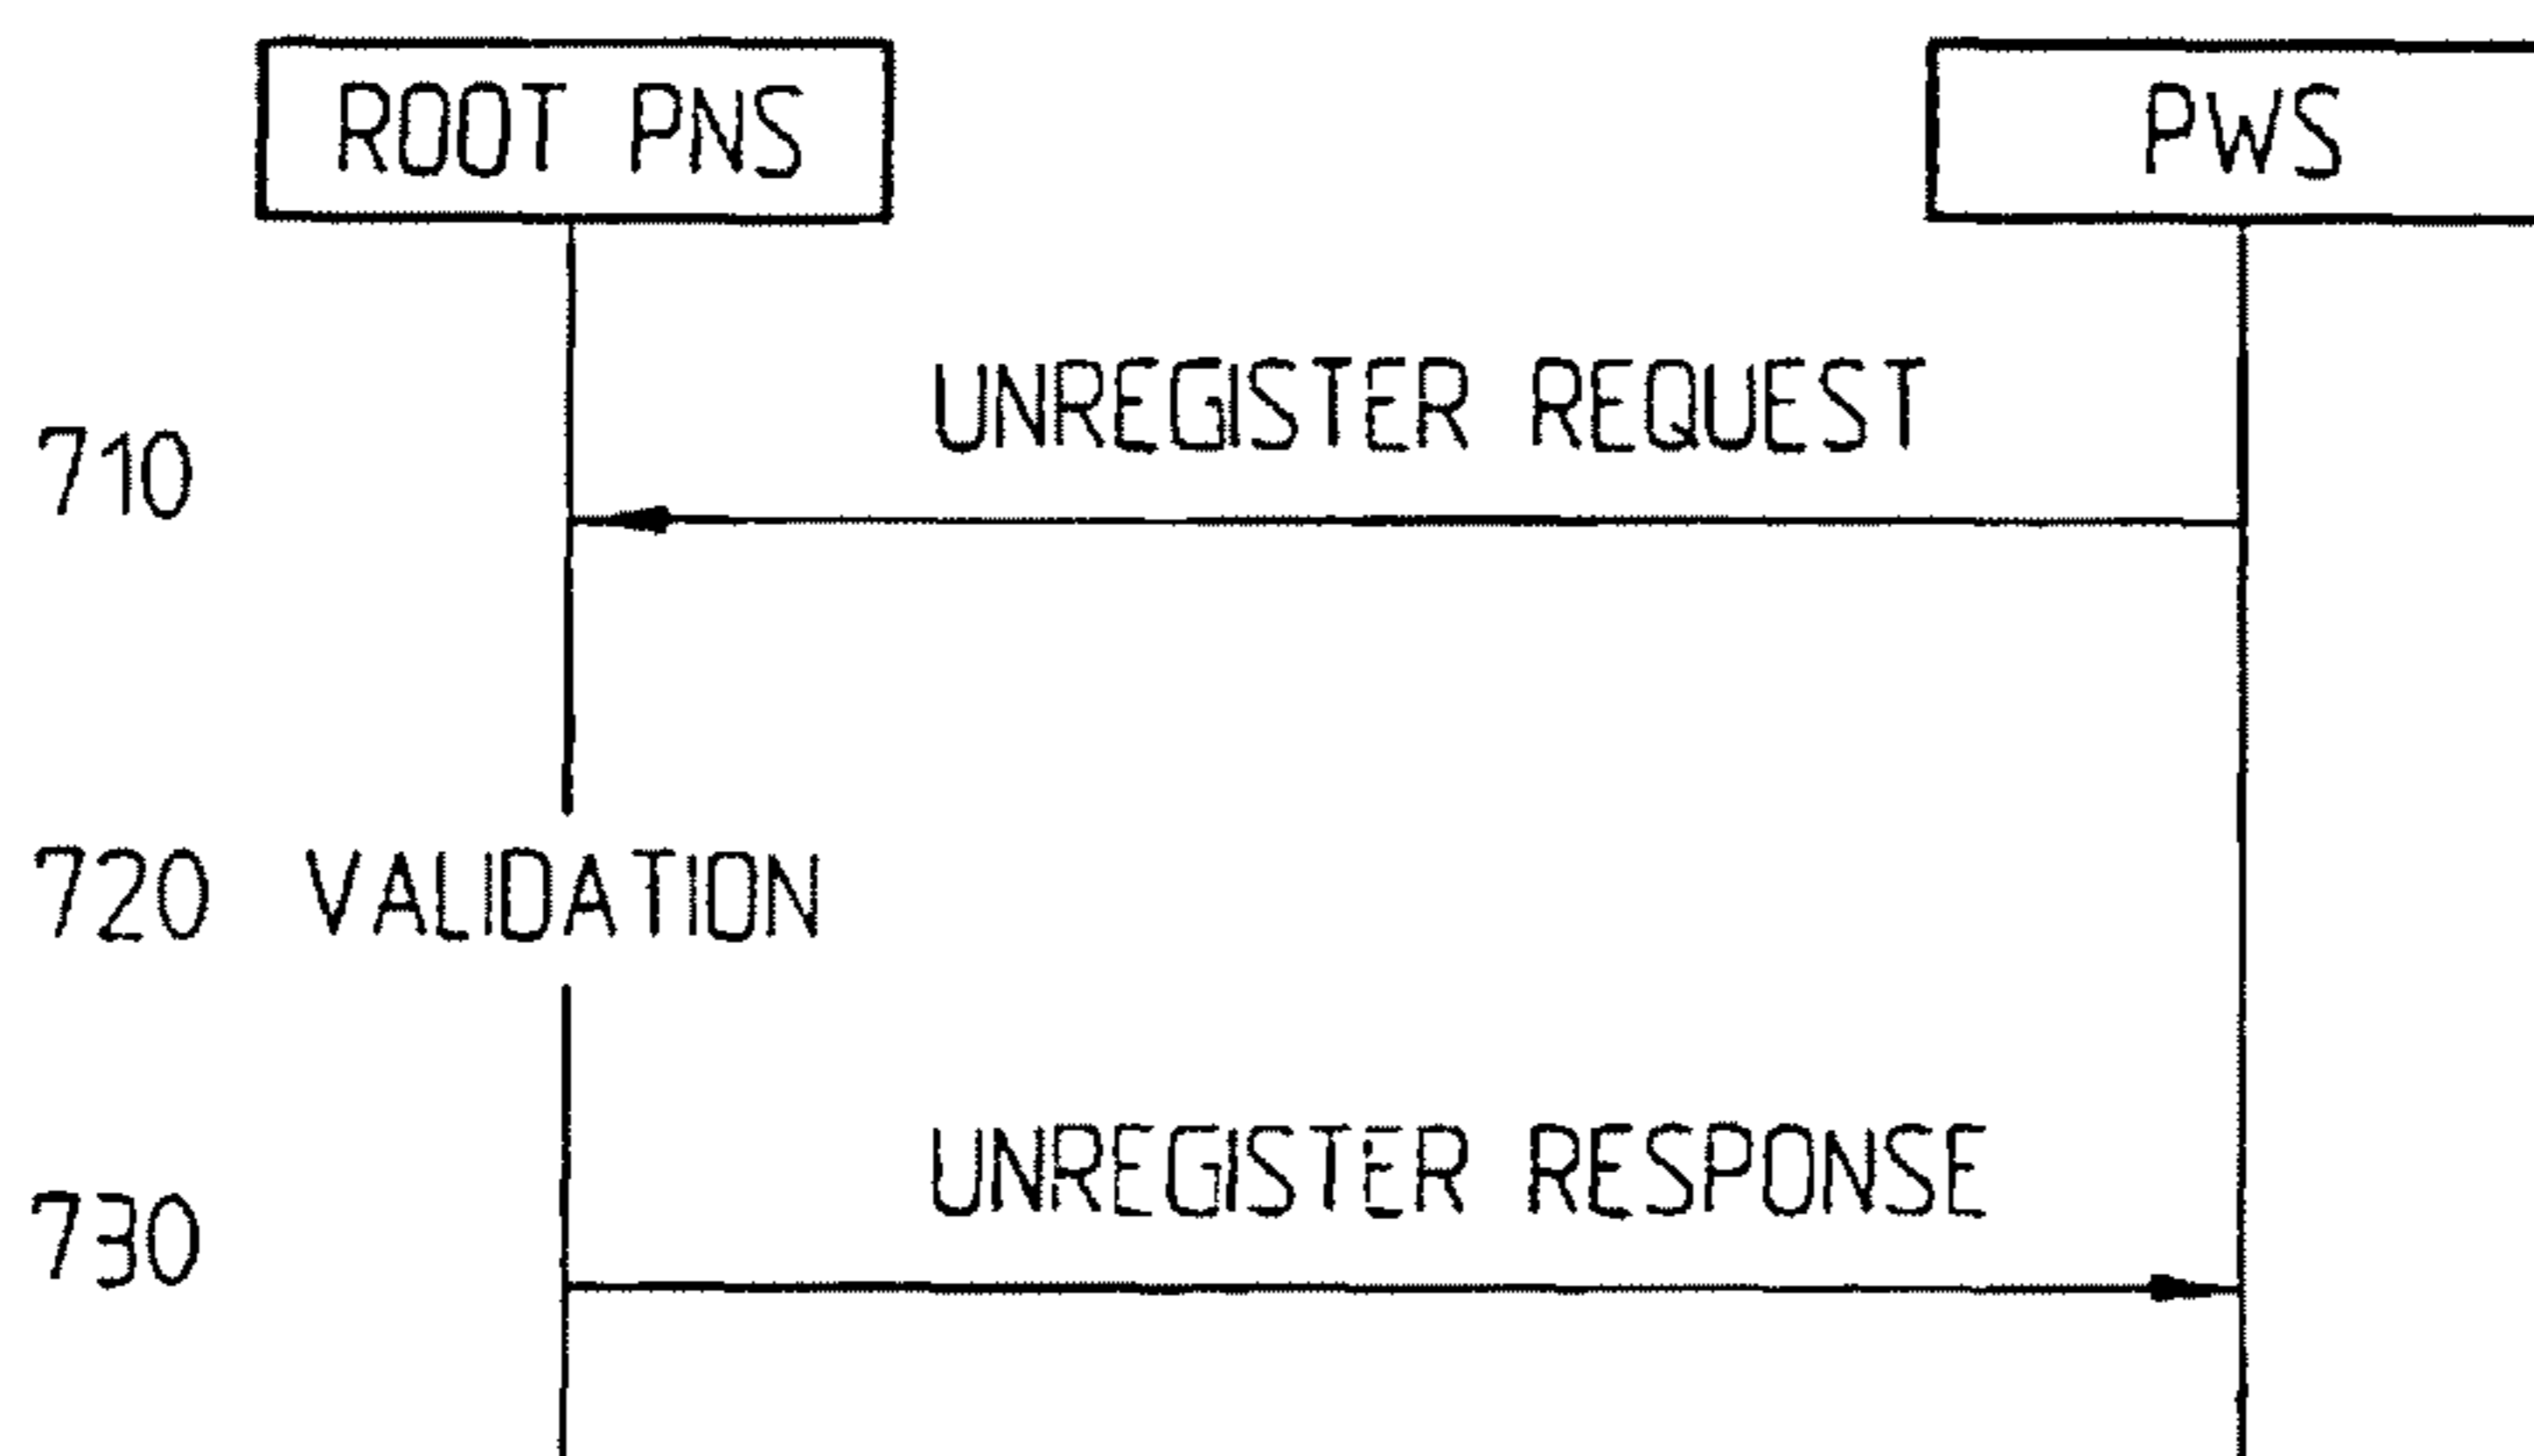 ROOT PNS PWS
UNREGISTER REQUEST
710
720 VALIDATION
UNREGISTER RESPONSE
730